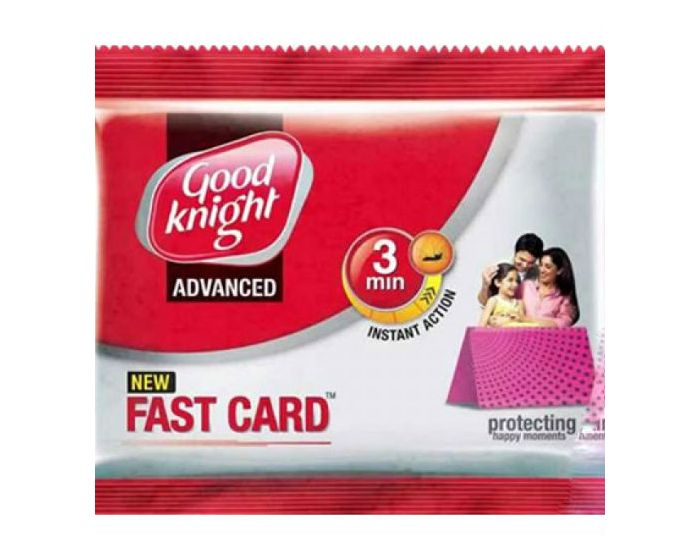 Good
knight
ADVANCED
3
min
INSTANT ACTION
NEW
FAST CARD™
protecting
happy moments